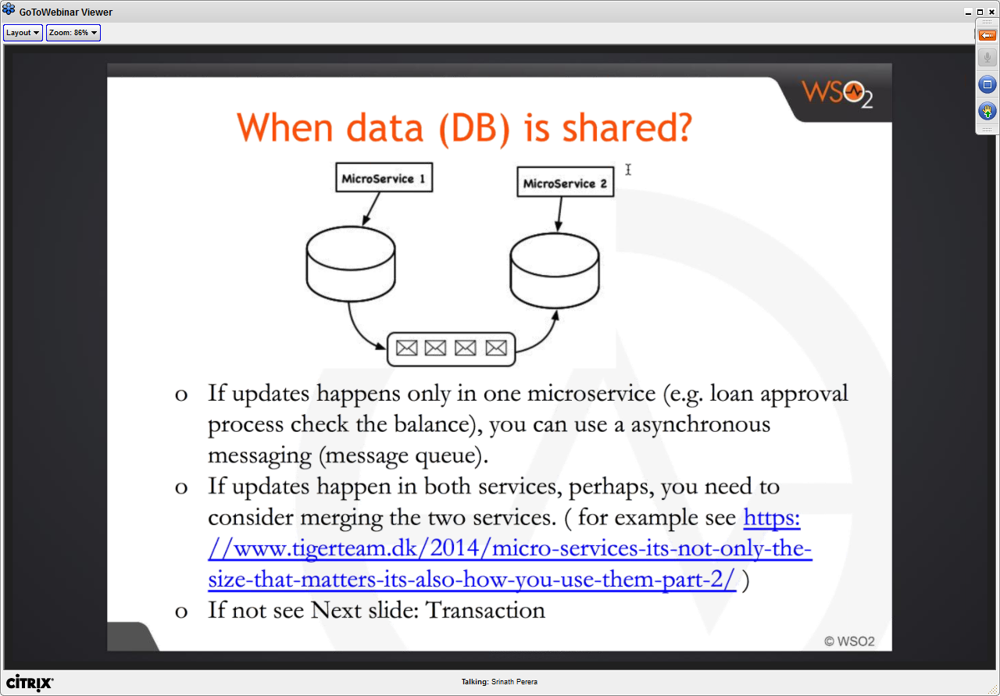 GoToWebinar Viewer
Layout
Zoom: 86%
WSO2
When data (DB) is shared?
MicroService 1
MicroService 2
o If updates happens only in one microservice (e.g. loan approval
process check the balance), you can use a asynchronous
messaging (message queue).
o If updates happen in both services, perhaps, you need to
consider merging the two services. ( for example see https:
//www.tigerteam.dk/2014/micro-services-its-not-only-the-
size-that-matters-its-also-how-you-use-them-part-2/ )
o If not see Next slide: Transaction
© WSO2
CITRIX®
Talking: Srinath Perera